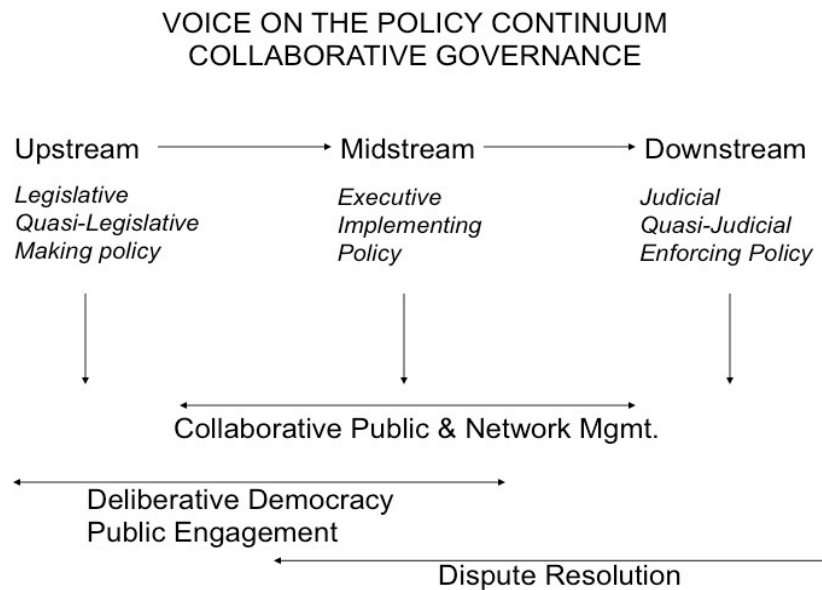 VOICE ON THE POLICY CONTINUUM
COLLABORATIVE GOVERNANCE
Upstream
Midstream
Downstream
Legislative
Quasi-Legislative
Making policy
Executive
Implementing
Policy
Judicial
Quasi-Judicial
Enforcing Policy
Collaborative Public & Network Mgmt.
Deliberative Democracy
Public Engagement
Dispute Resolution